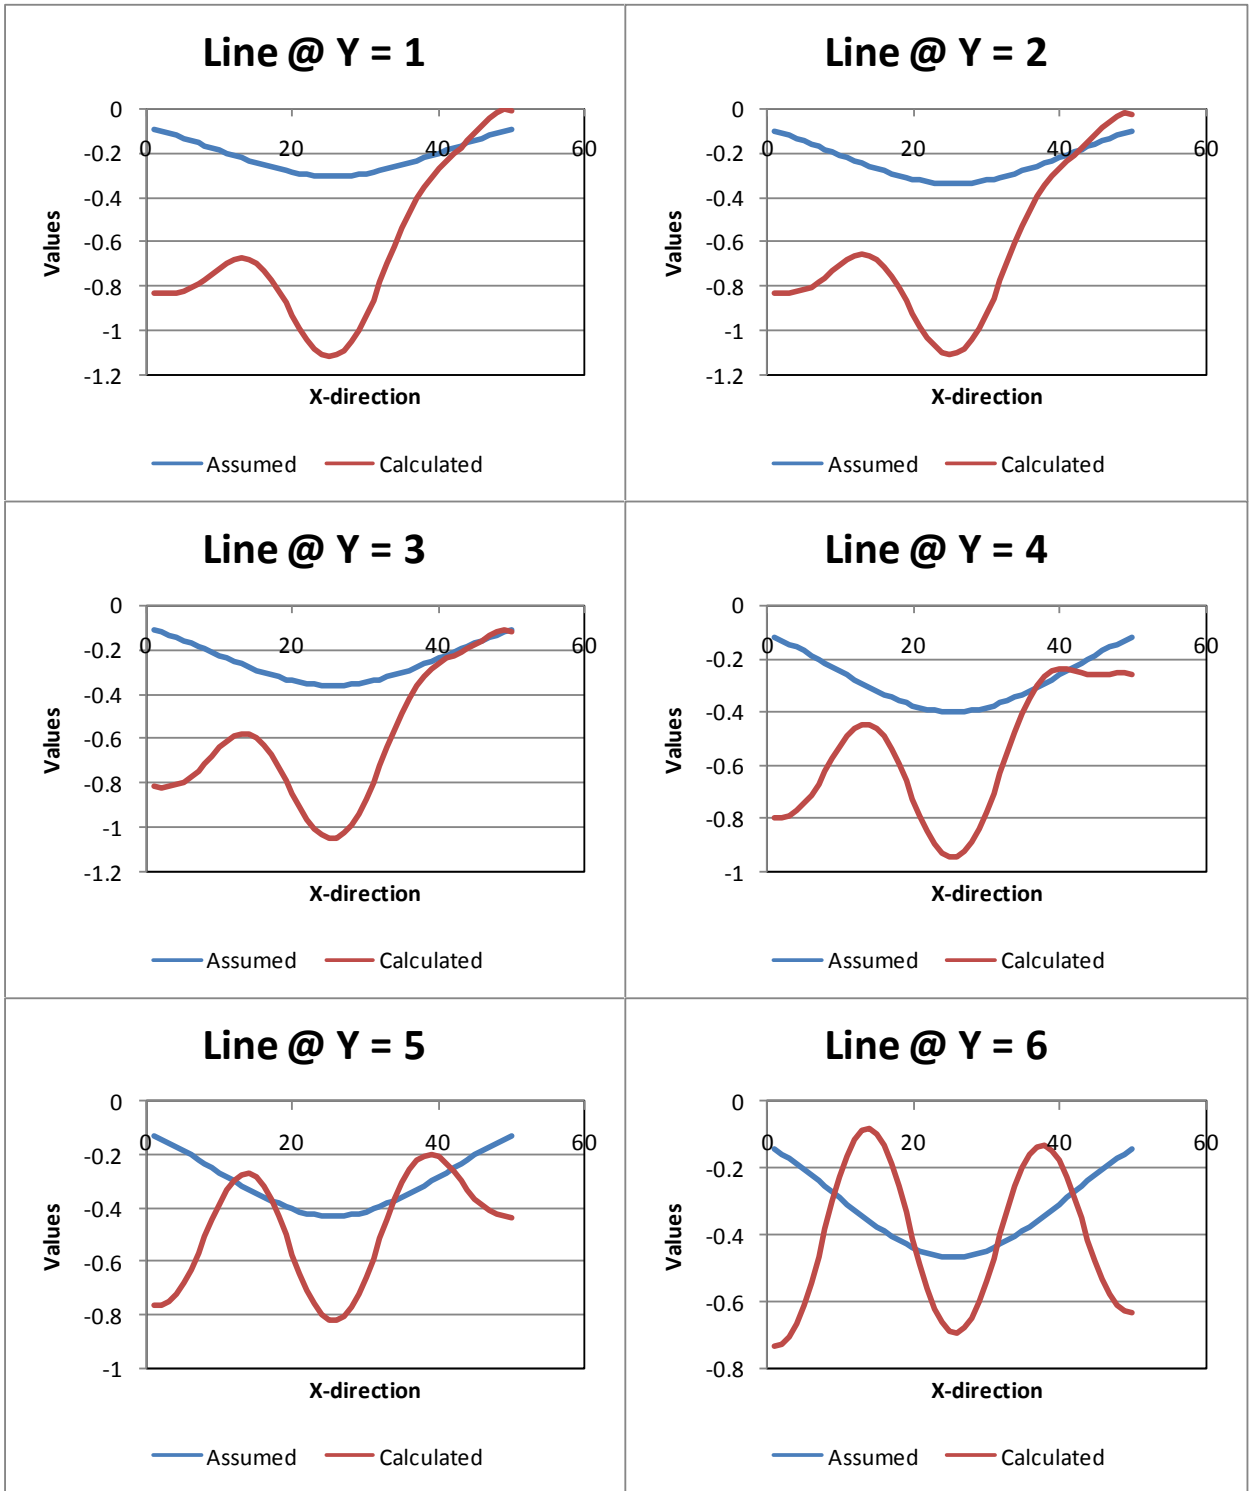 Line @ Y = 1
0
-0.2
-0.4
-0.6
-0.8
-1
-1.2
0 20 40 60
Values
X-direction
Assumed Calculated
Line @ Y = 2
0
-0.2
-0.4
-0.6
-0.8
-1
-1.2
0 20 40 60
Values
X-direction
Assumed Calculated
Line @ Y = 3
0
-0.2
-0.4
-0.6
-0.8
-1
-1.2
0 20 40 60
Values
X-direction
Assumed Calculated
Line @ Y = 4
0
-0.2
-0.4
-0.6
-0.8
-1
0 20 40 60
Values
X-direction
Assumed Calculated
Line @ Y = 5
0
-0.2
-0.4
-0.6
-0.8
-1
0 20 40 60
Values
X-direction
Assumed Calculated
Line @ Y = 6
0
-0.2
-0.4
-0.6
-0.8
0 20 40 60
Values
X-direction
Assumed Calculated